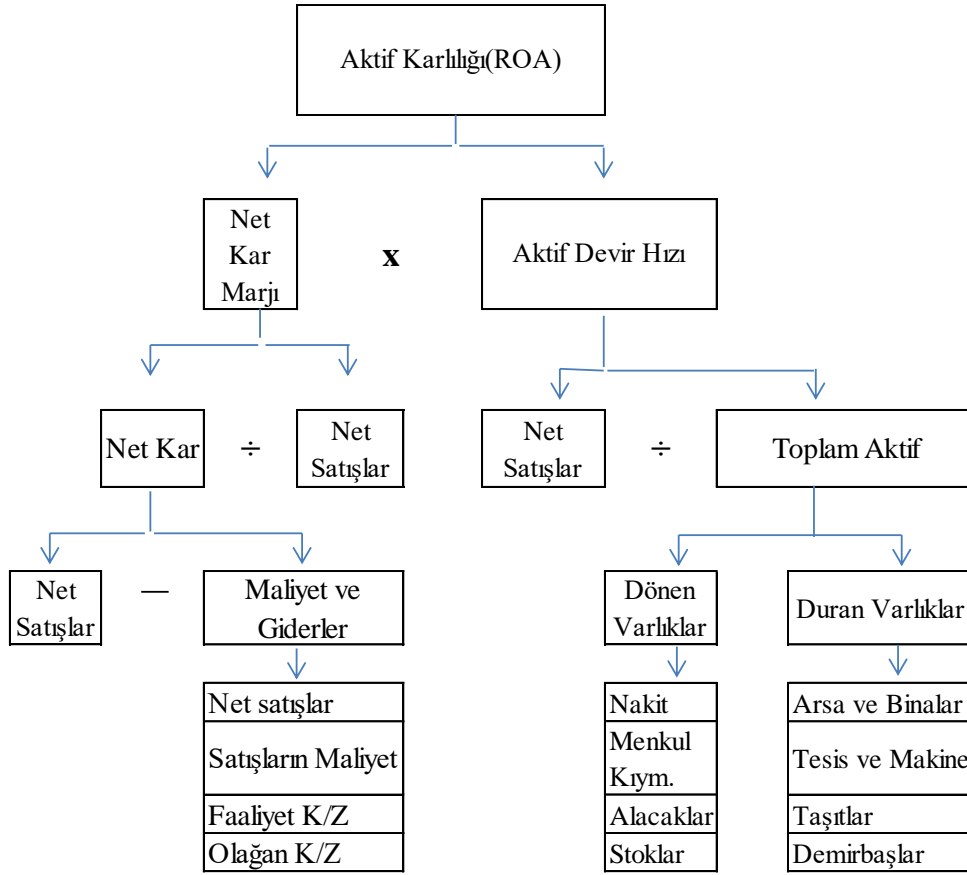 Aktif Karlılığı(ROA)
Net
Kar
Marjı
x
Aktif Devir Hızı
Net Kar
÷
Net
Satışlar
Net
Satışlar
÷
Toplam Aktif
Net
Satışlar
—
Maliyet ve
Giderler
Dönen
Varlıklar
Duran Varlıklar
Net satışlar
Satışların Maliyet
Faaliyet K/Z
Olağan K/Z
Nakit
Menkul
Kıym.
Alacaklar
Stoklar
Arsa ve Binalar
Tesis ve Makine
Taşıtlar
Demirbaşlar